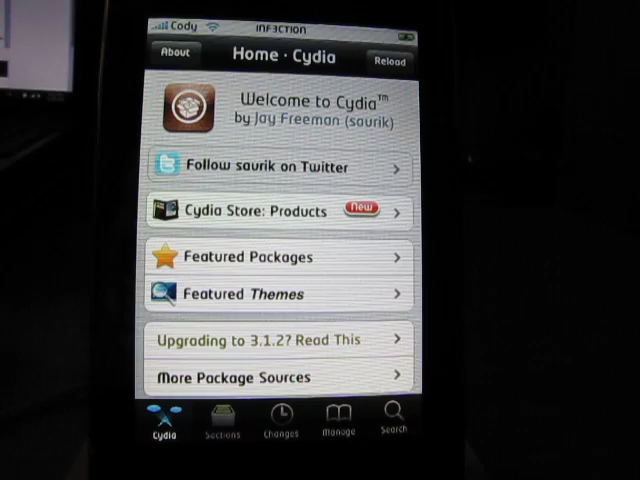 Cody INF3CTION
About Home · Cydia Reload
Welcome to Cydia™
by Jay Freeman (saurik)
Follow saurik on Twitter
Cydia Store: Products New
Featured Packages
Featured Themes
Upgrading to 3.1.2? Read This
More Package Sources
Cydia Sections Changes Manage Search